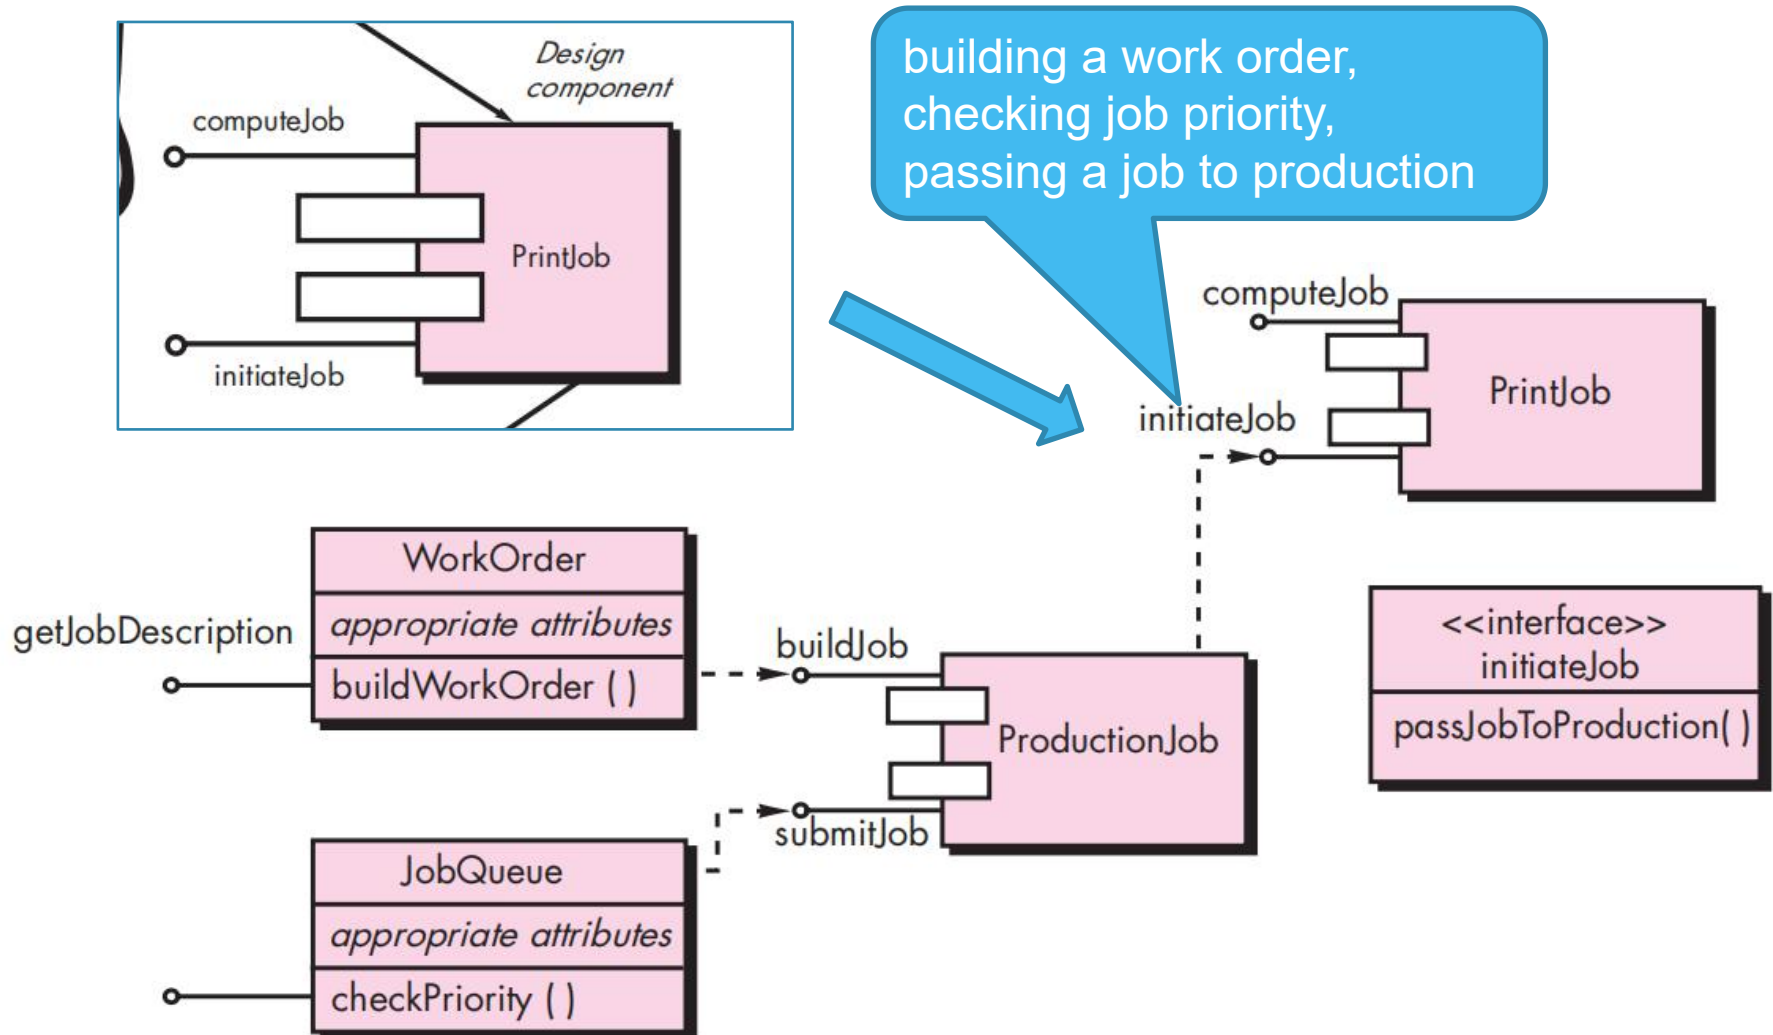 Design
component
computeJob
PrintJob
initiateJob
building a work order,
checking job priority,
passing a job to production
computeJob
PrintJob
initiateJob
WorkOrder
appropriate attributes
buildWorkOrder ( )
getJobDescription
buildJob
ProductionJob
submitJob
<<interface>>
initiateJob
passJobToProduction( )
JobQueue
appropriate attributes
checkPriority ( )